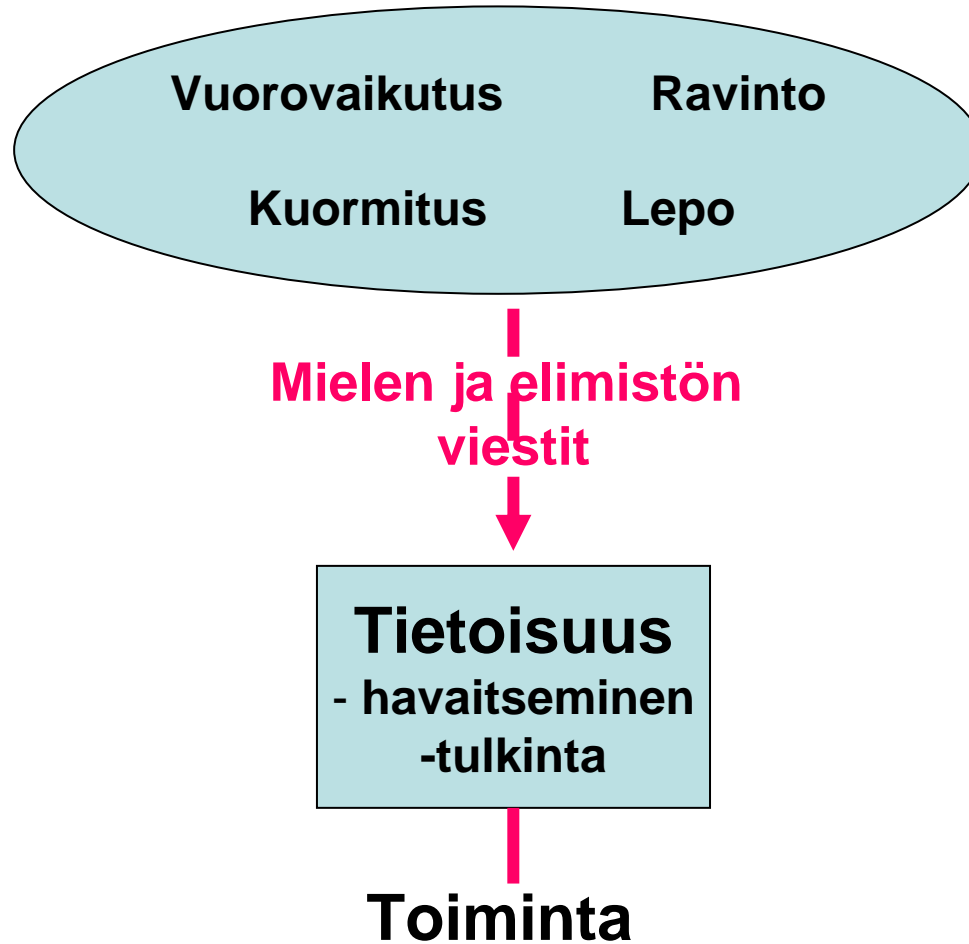 Vuorovaikutus Ravinto
Kuormitus Lepo
Mielen ja elimistön
viestit
Tietoisuus
- havaitseminen
-tulkinta
Toiminta